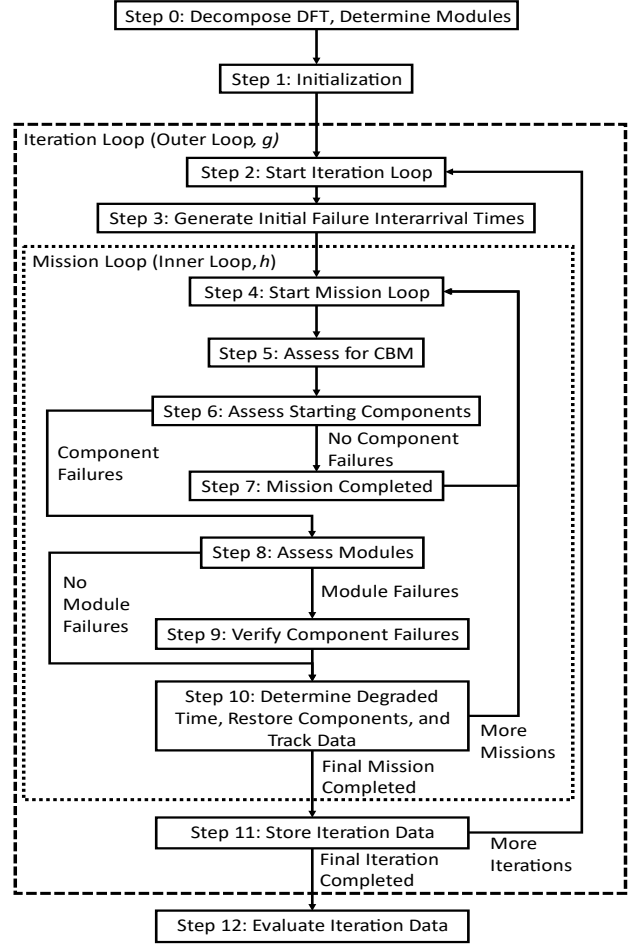 Step 0: Decompose DFT, Determine Modules
Step 1: Initialization
Iteration Loop (Outer Loop, g)
Step 2: Start Iteration Loop
Step 3: Generate Initial Failure Interarrival Times
Mission Loop (Inner Loop, h)
Step 4: Start Mission Loop
Step 5: Assess for CBM
Step 6: Assess Starting Components
Component
Failures
No Component
Failures
Step 7: Mission Completed
Step 8: Assess Modules
No
Module
Failures
Module Failures
Step 9: Verify Component Failures
Step 10: Determine Degraded
Time, Restore Components, and
Track Data
More
Missions
Final Mission
Completed
Step 11: Store Iteration Data
More
Iterations
Final Iteration
Completed
Step 12: Evaluate Iteration Data